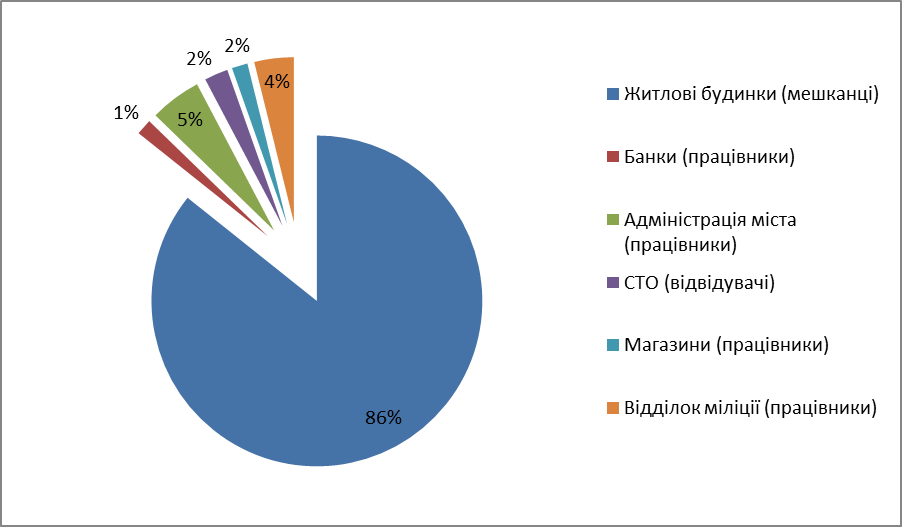 2%
2%
4%
1%
5%
86%
Житлові будинки (мешканці)
Банки (працівники)
Адміністрація міста
(працівники)
СТО (відвідувачі)
Магазини (працівники)
Відділок міліції (працівники)